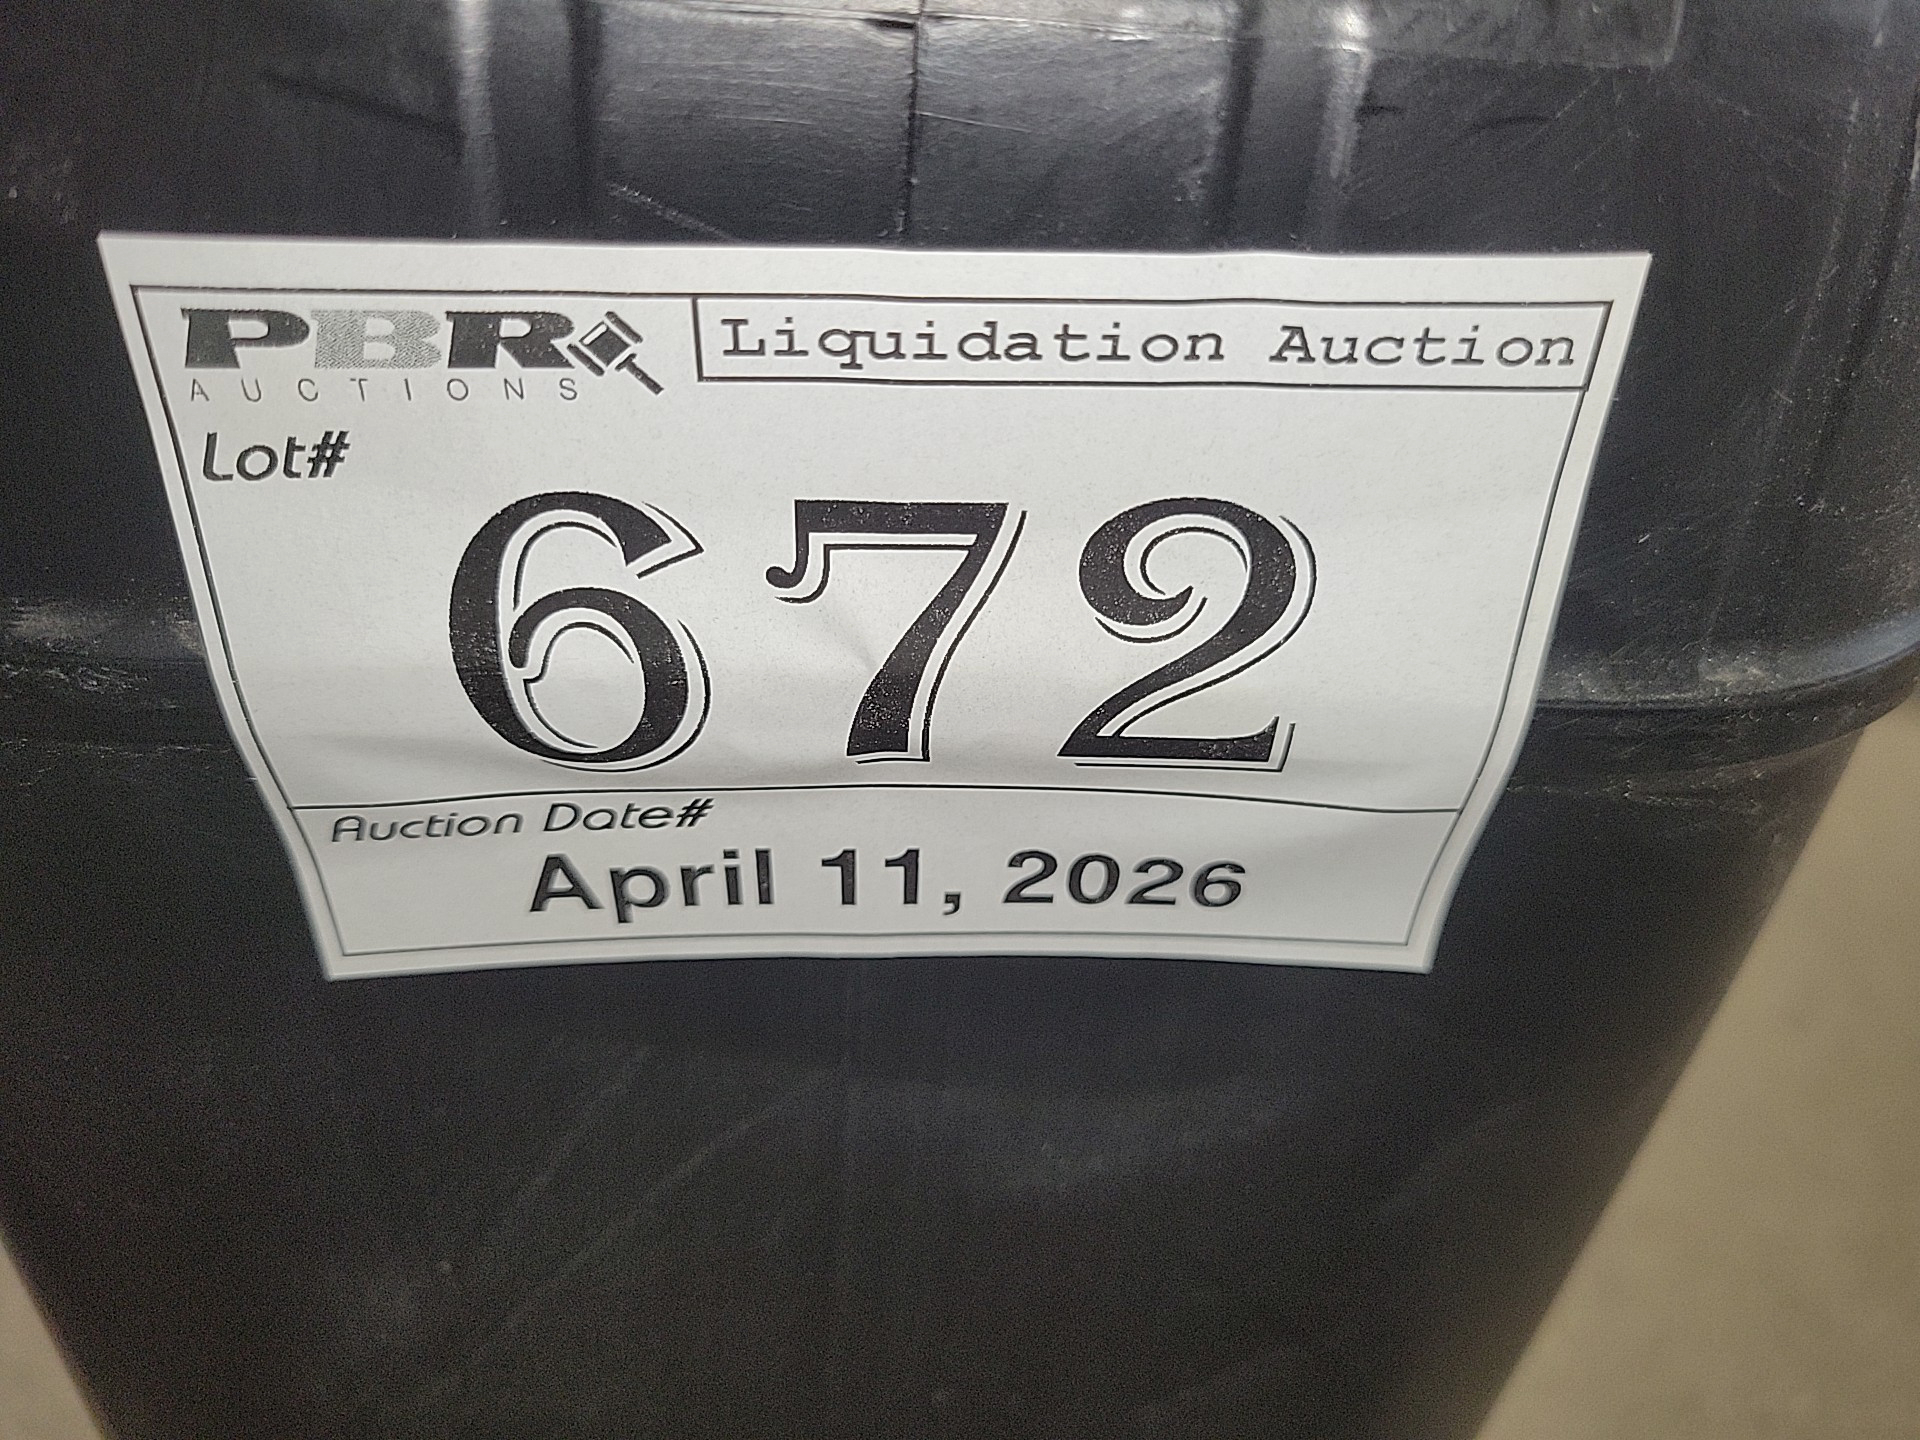 PBR
AUCTIONS
Liquidation Auction
Lot#
672
Auction Date#
April 11, 2026